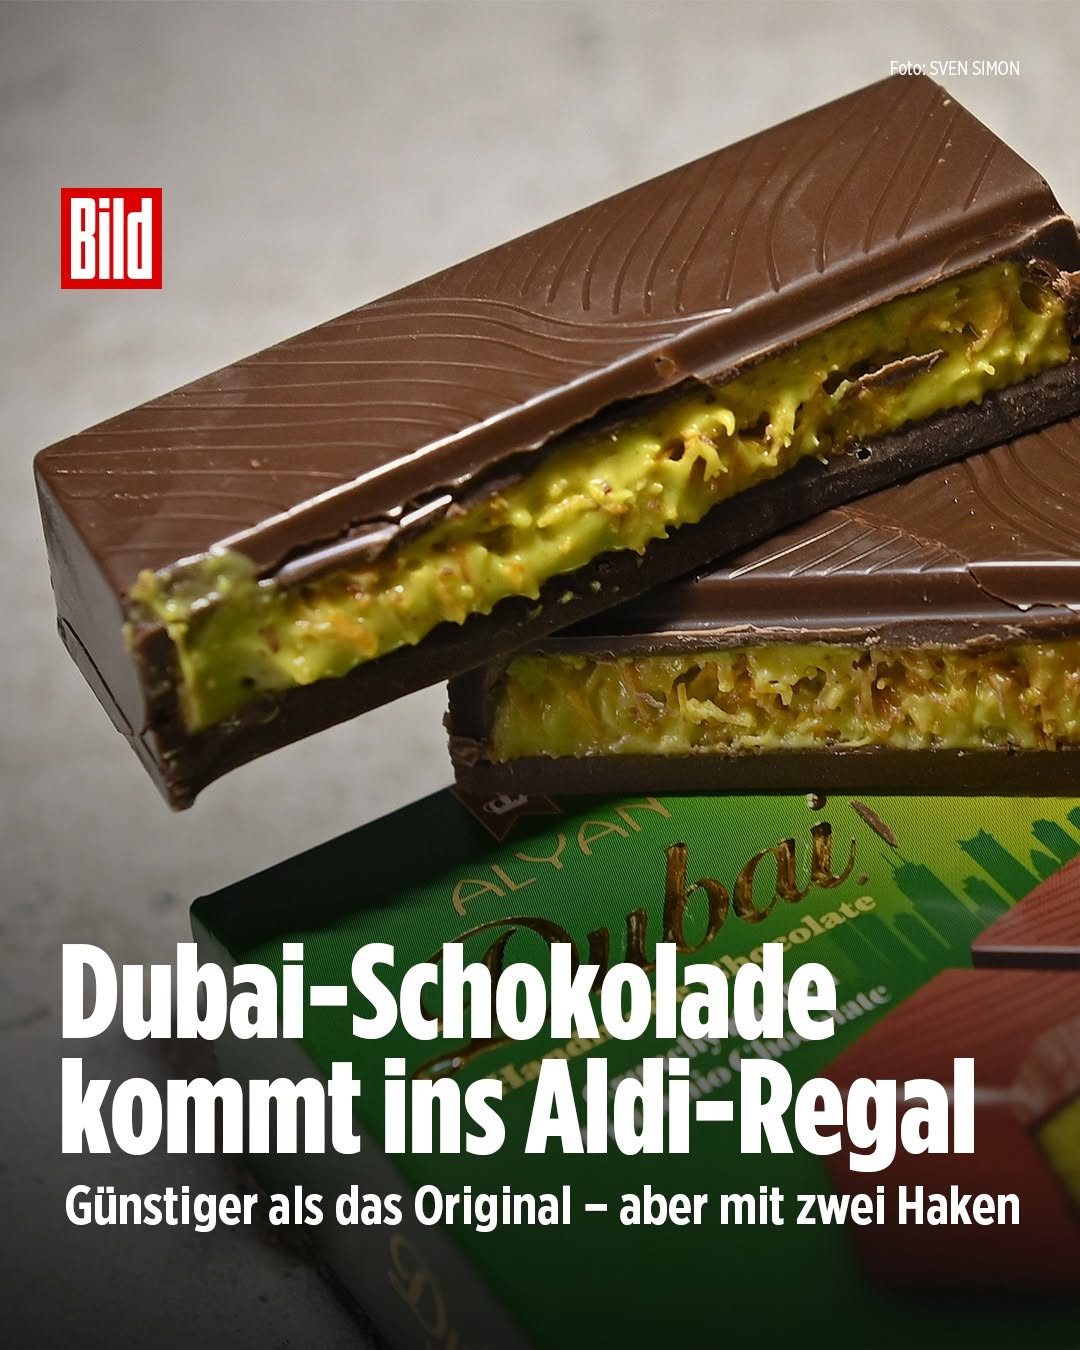 Foto: SVEN SIMON
Bild
ALYAN
Dubai
Chocolate
Dubai-Schokolade
kommt ins Aldi-Regal
Günstiger als das Original – aber mit zwei Haken